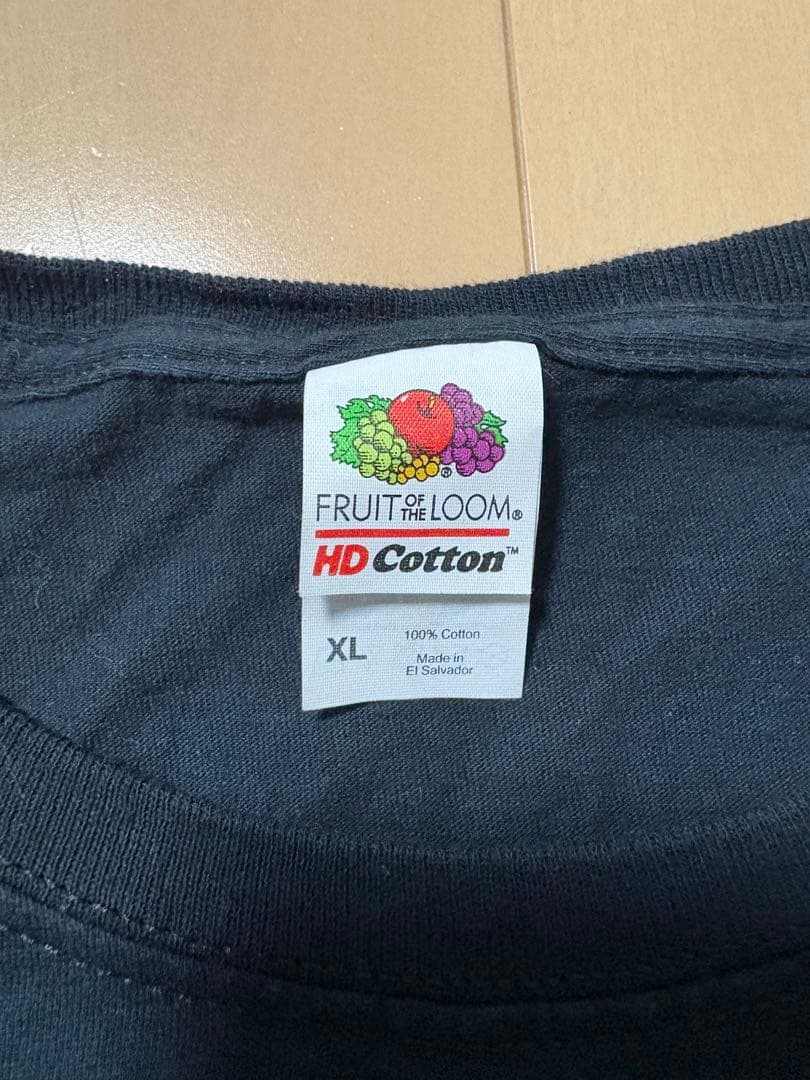 ®
FRUIT OF THE LOOM®
HD Cotton™
XL
100% Cotton
Made in
El Salvador